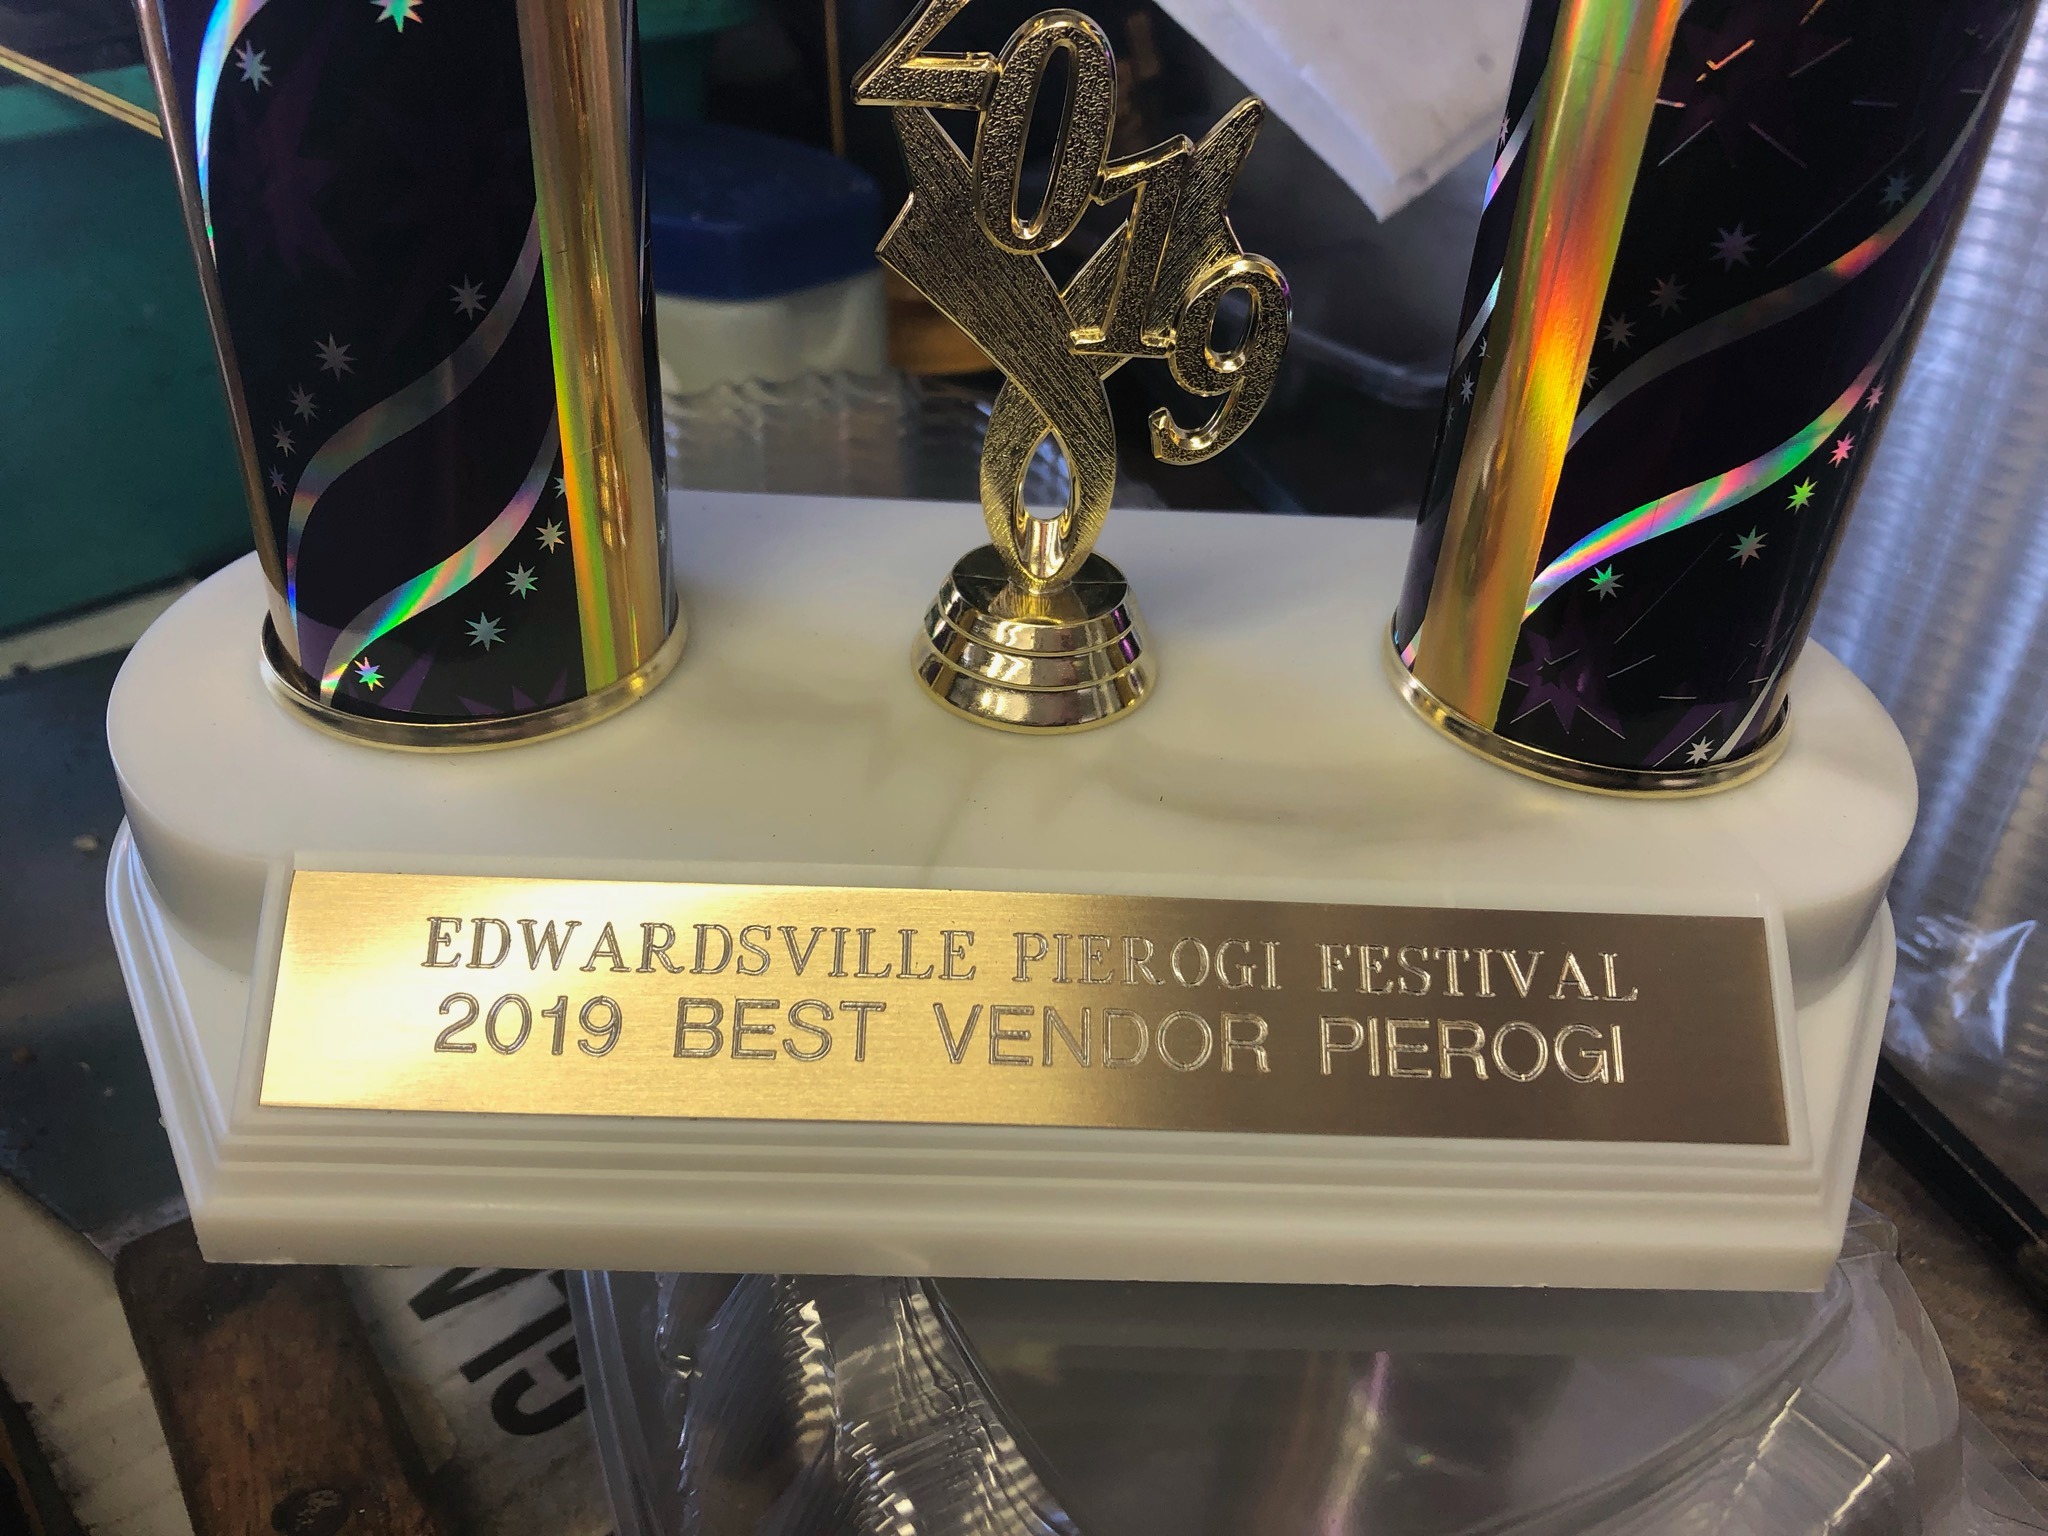 2019
EDWARDSVILLE PIEROGI FESTIVAL
2019 BEST VENDOR PIEROGI